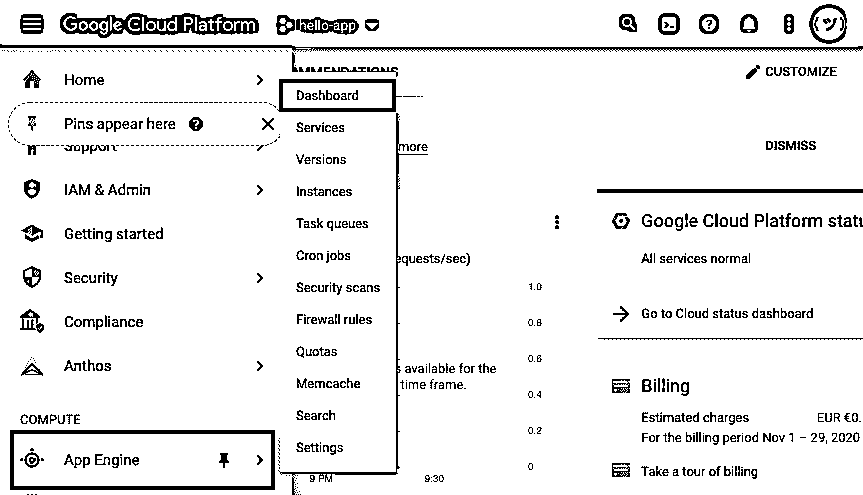 Google Cloud Platform hello-app
Home
Pins appear here
Support
IAM & Admin
Getting started
Security
Compliance
Anthos
COMPUTE
App Engine
Dashboard
Services
Versions
Instances
Task queues
Cron jobs
Security scans
Firewall rules
Quotas
Memcache
Search
Settings
more
equests/sec)
1.0
0.8
0.6
s available for the
time frame.
0.4
0.2
0
9 PM 9:30
CUSTOMIZE
DISMISS
Google Cloud Platform statu
All services normal
Go to Cloud status dashboard
Billing
Estimated charges EUR €0.
For the billing period Nov 1 – 29, 2020
Take a tour of billing